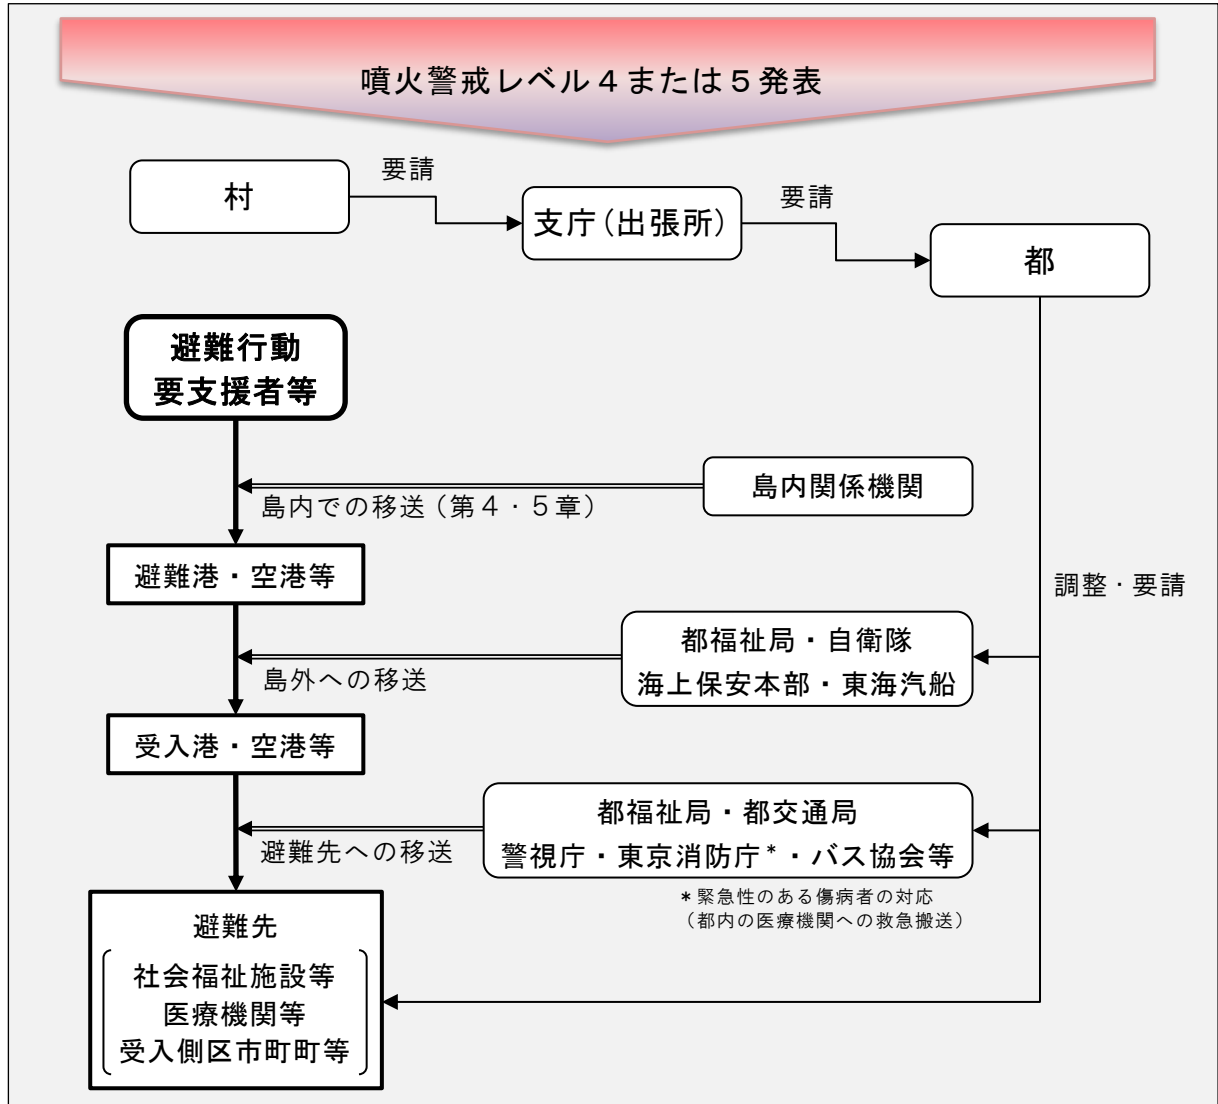 噴火警戒レベル４または５発表
村
要請
支庁（出張所）
要請
都
避難行動
要支援者等
島内関係機関
島内での移送（第４・５章）
避難港・空港等
調整・要請
都福祉局・自衛隊
海上保安本部・東海汽船
島外への移送
受入港・空港等
都福祉局・都交通局
警視庁・東京消防庁*・バス協会等
避難先への移送
*緊急性のある傷病者の対応
（都内の医療機関への救急搬送）
避難先
社会福祉施設等
医療機関等
受入側区市町町等